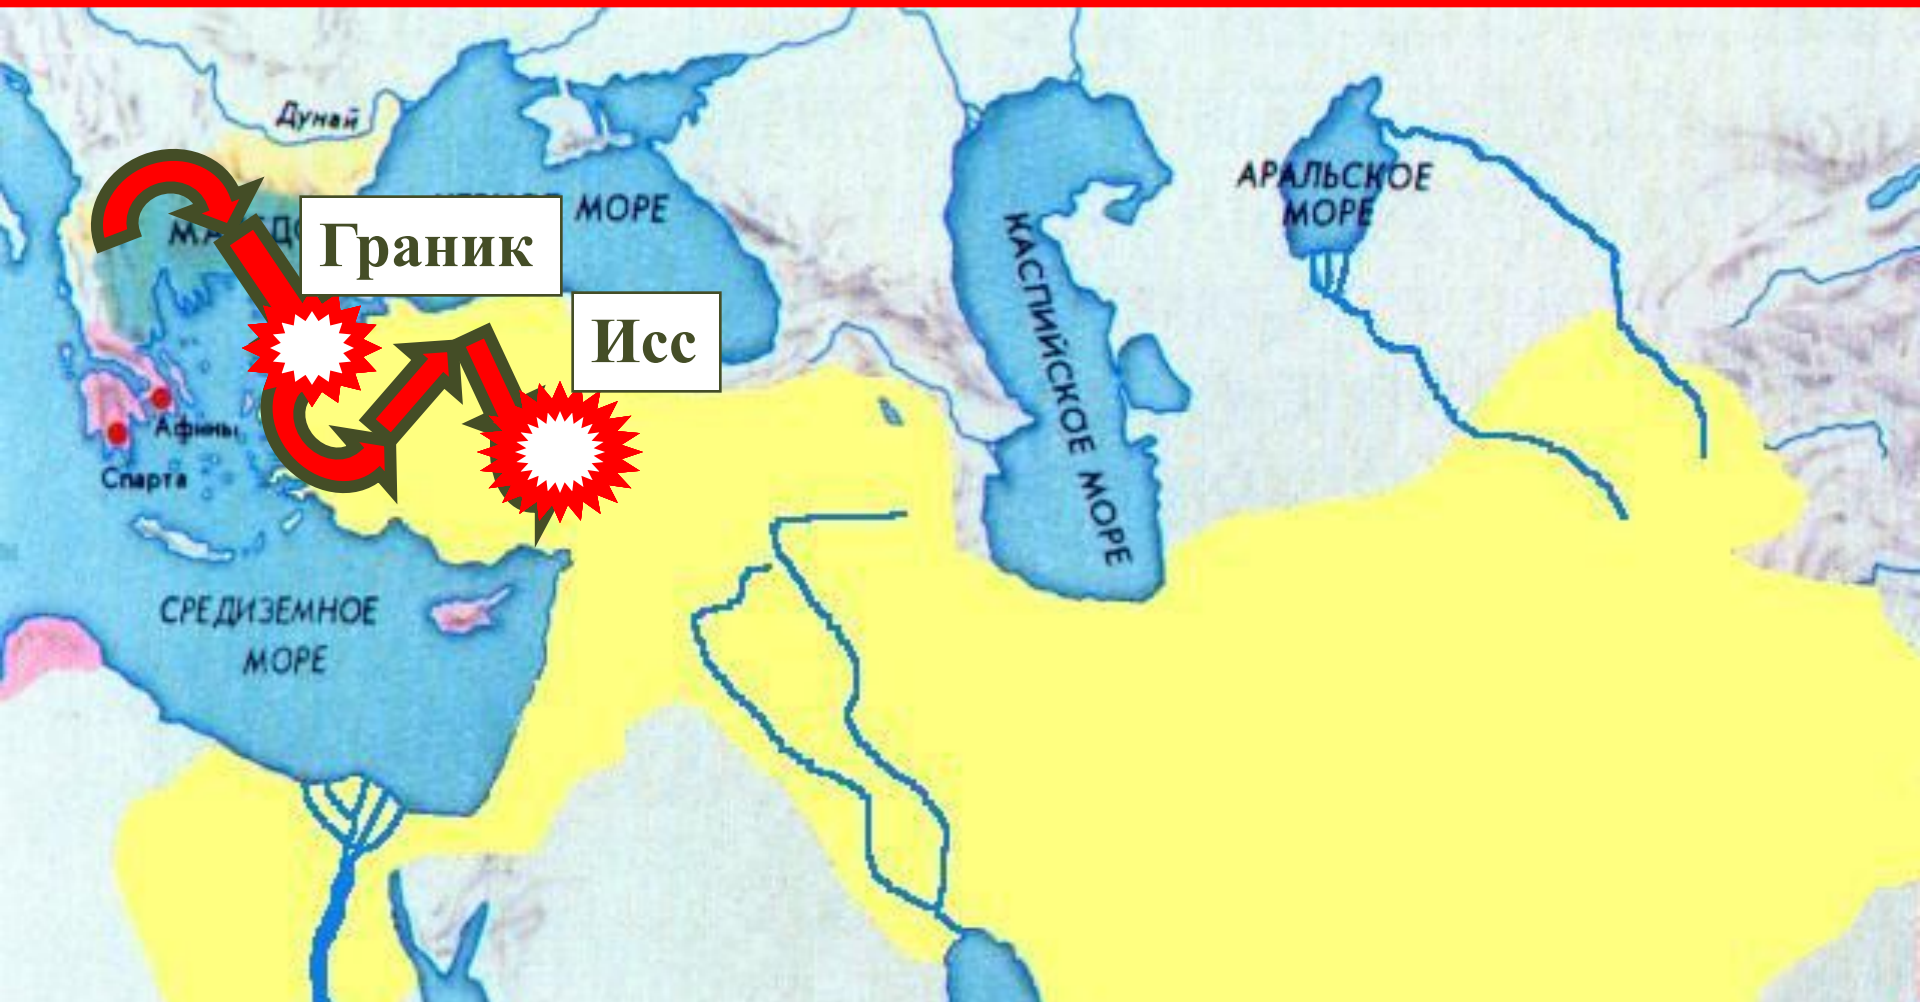 Дунай
МОРЕ
Граник
Исс
АРАЛЬСКОЕ
МОРЕ
КАСПИЙСКОЕ МОРЕ
Афины
Спарта
СРЕДИЗЕМНОЕ
МОРЕ